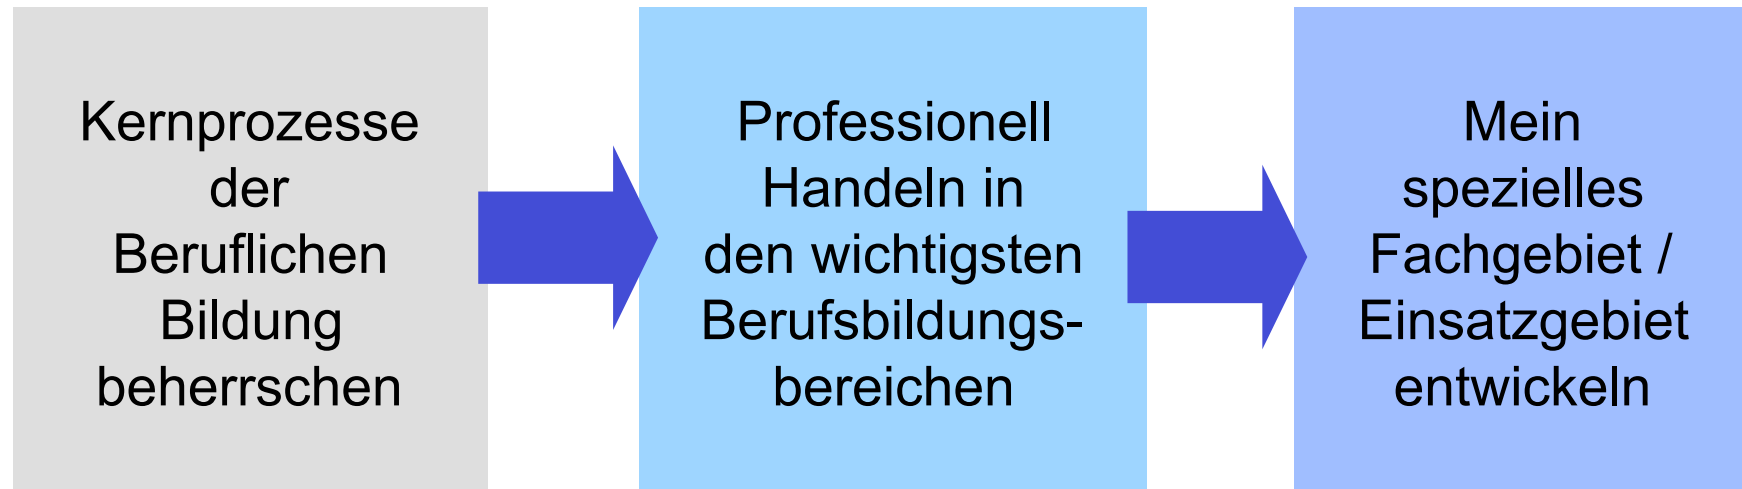 Kernprozesse
der
Beruflichen
Bildung
beherrschen
Professionell
Handeln in
den wichtigsten
Berufsbildungs-
bereichen
Mein
spezielles
Fachgebiet /
Einsatzgebiet
entwickeln